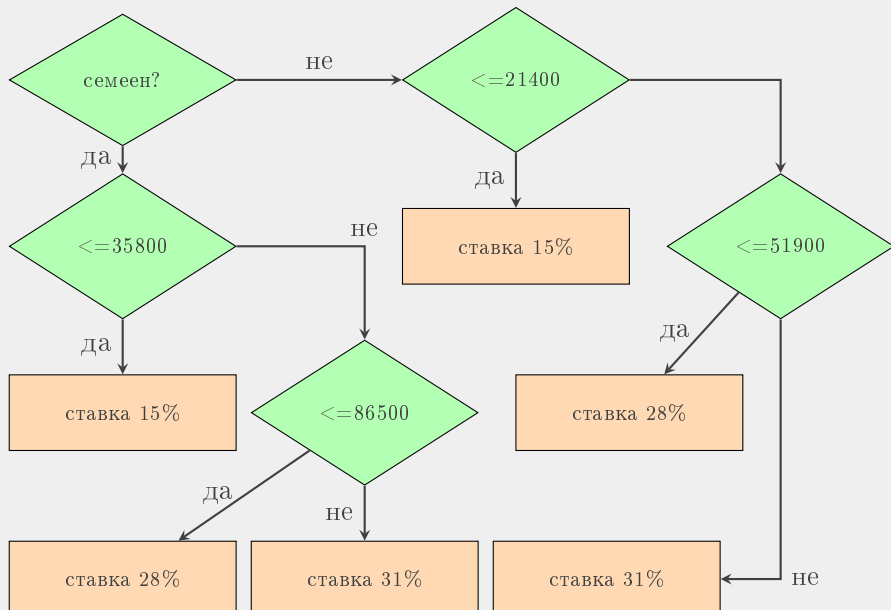 семеен?
не
<=21400
да
да
ставка 15%
<=35800
не
<=51900
да
да
ставка 15%
<=86500
ставка 28%
да
не
ставка 28%
ставка 31%
ставка 31%
не